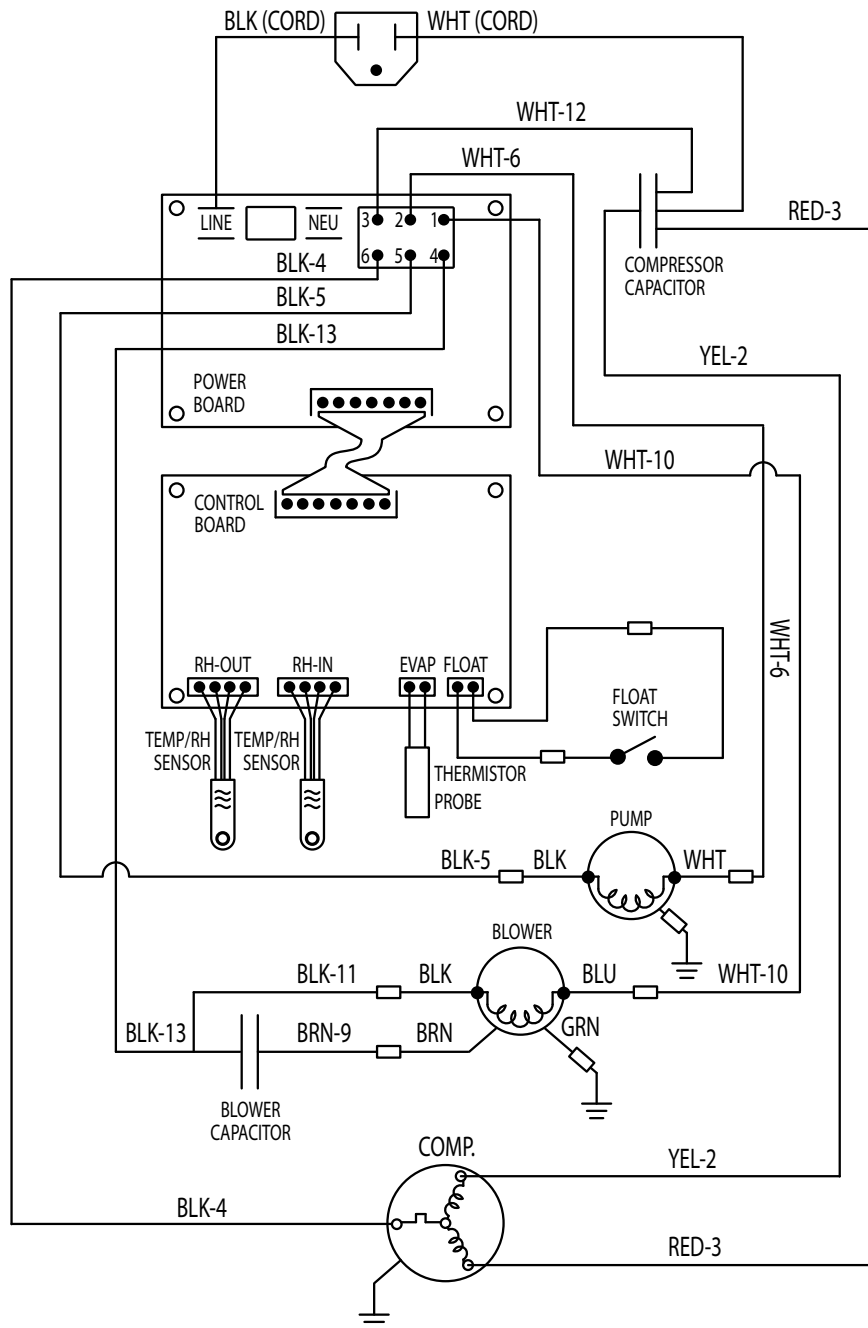 BLK (CORD)
WHT (CORD)
WHT-12
WHT-6
RED-3
LINE
NEU
3 2 1
6 5 4
COMPRESSOR
CAPACITOR
BLK-4
BLK-5
BLK-13
YEL-2
POWER
BOARD
WHT-10
CONTROL
BOARD
WHT-6
RH-OUT
RH-IN
EVAP
FLOAT
FLOAT
SWITCH
TEMP/RH
SENSOR
TEMP/RH
SENSOR
THERMISTOR
PROBE
PUMP
BLK-5
BLK
WHT
BLOWER
BLK-11
BLK
BLU
WHT-10
BLK-13
BRN-9
BRN
GRN
BLOWER
CAPACITOR
COMP.
YEL-2
BLK-4
RED-3